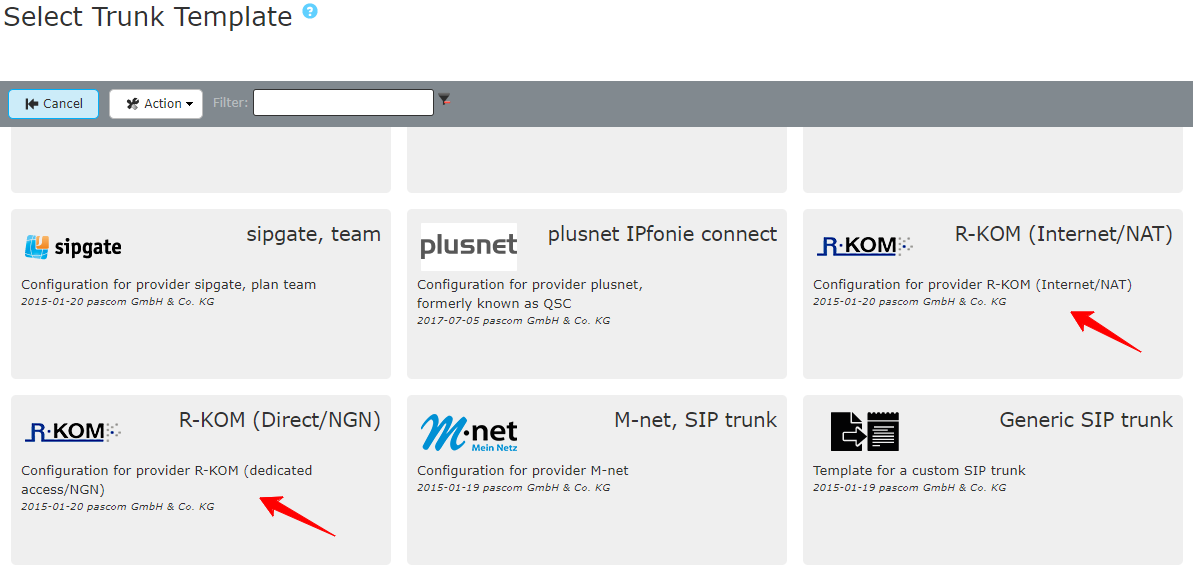 Select Trunk Template ?
Cancel
Action
Filter:
sipgate
sipgate, team
Configuration for provider sipgate, plan team
2015-01-20 pascom GmbH & Co. KG
plusnet
plusnet IPfonie connect
Configuration for provider plusnet,
formerly known as QSC
2017-07-05 pascom GmbH & Co. KG
R·KOM
R-KOM (Internet/NAT)
Configuration for provider R-KOM (Internet/NAT)
2015-01-20 pascom GmbH & Co. KG
R·KOM
R-KOM (Direct/NGN)
Configuration for provider R-KOM (dedicated
access/NGN)
2015-01-20 pascom GmbH & Co. KG
M·net
Mein Netz
M-net, SIP trunk
Configuration for provider M-net
2015-01-19 pascom GmbH & Co. KG
Generic SIP trunk
Template for a custom SIP trunk
2015-01-19 pascom GmbH & Co. KG